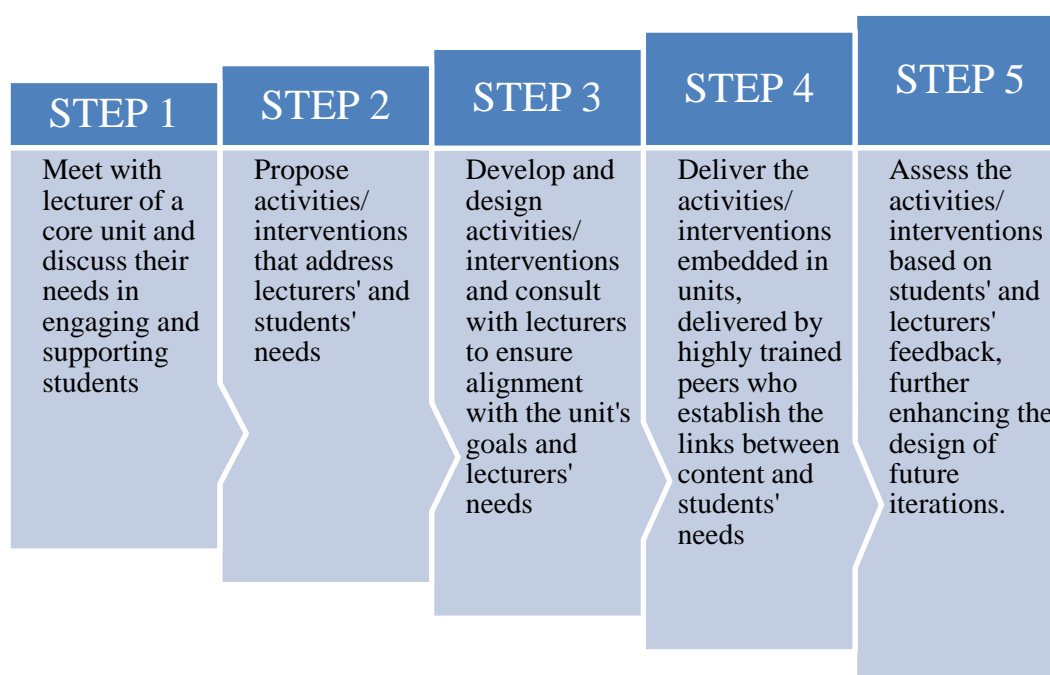 STEP 1
Meet with
lecturer of a
core unit and
discuss their
needs in
engaging and
supporting
students
STEP 2
Propose
activities/
interventions
that address
lecturers' and
students'
needs
STEP 3
Develop and
design
activities/
interventions
and consult
with lecturers
to ensure
alignment
with the unit's
goals and
lecturers'
needs
STEP 4
Deliver the
activities/
interventions
embedded in
units,
delivered by
highly trained
peers who
establish the
links between
content and
students'
needs
STEP 5
Assess the
activities/
interventions
based on
students' and
lecturers'
feedback,
further
enhancing the
design of
future
iterations.